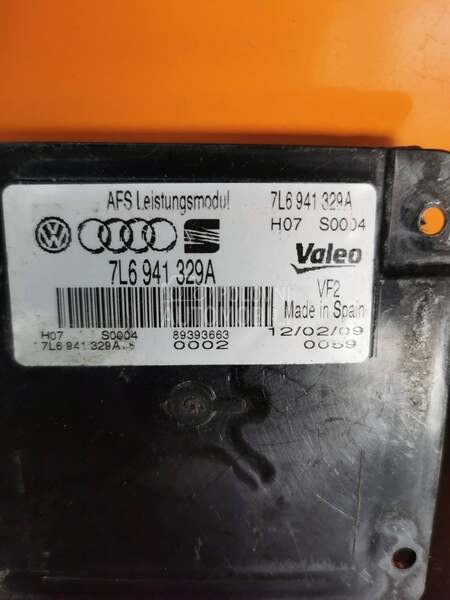 AFS Leistungsmodul 7L6 941 329A
H07 S0004
7L6 941 329A
Valeo
VF2
Made in Spain
H07 S0004 89393663 12/02/09
7L6 941 329A 0002 0059